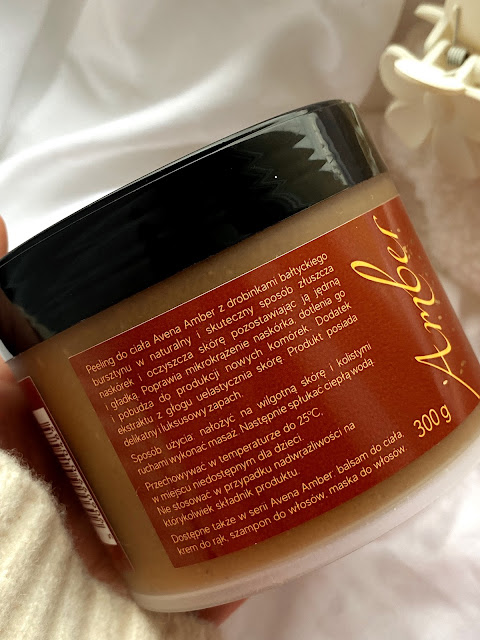 Peeling do ciała Avena Amber z drobinkami bałtyckiego
bursztynu w naturalny i skuteczny sposób złuszcza
naskórek i oczyszcza skórę pozostawiając ją jędrną
i gładką. Poprawia mikrokrążenie naskórka dotlenia go
pobudza do produkcji nowych komórek. Dodatek
ekstraktu z głogu uelastycznia skórę. Produkt posiada
delikatny i luksusowy zapach.
Sposób użycia: nałożyć na wilgotną skórę i kolistymi
ruchami wykonać masaż. Następnie spłukać ciepłą wodą.
Przechowywać w temperaturze do 25°C,
w miejscu niedostępnym dla dzieci.
Nie stosować w przypadku nadwrażliwości na
którykolwiek składnik produktu.
Dostępne także w serii Avena Amber: balsam do ciała,
krem do rąk, szampon do włosów, maska do włosów
Amber
300 g